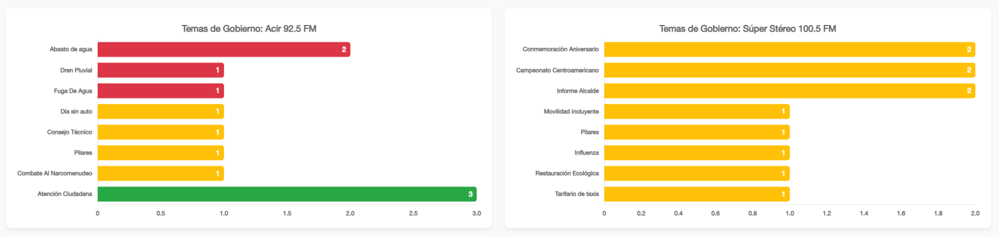 Temas de Gobierno: Acir 92.5 FM
Abasto de agua 2
Dren Pluvial 1
Fuga De Agua 1
Dia sin auto 1
Consejo Técnico 1
Pilares 1
Combate Al Narcomenudeo 1
Atención Ciudadana 3
0 0.5 1.0 1.5 2.0 2.5 3.0
Temas de Gobierno: Súper Stéreo 100.5 FM
Conmemoración Aniversario 2
Campeonato Centroamericano 2
Informe Alcalde 2
Movilidad incluyente 1
Pilares 1
Influenza 1
Restauración Ecológica 1
Tarifario de taxis 1
0 0.2 0.4 0.6 0.8 1.0 1.2 1.4 1.6 1.8 2.0